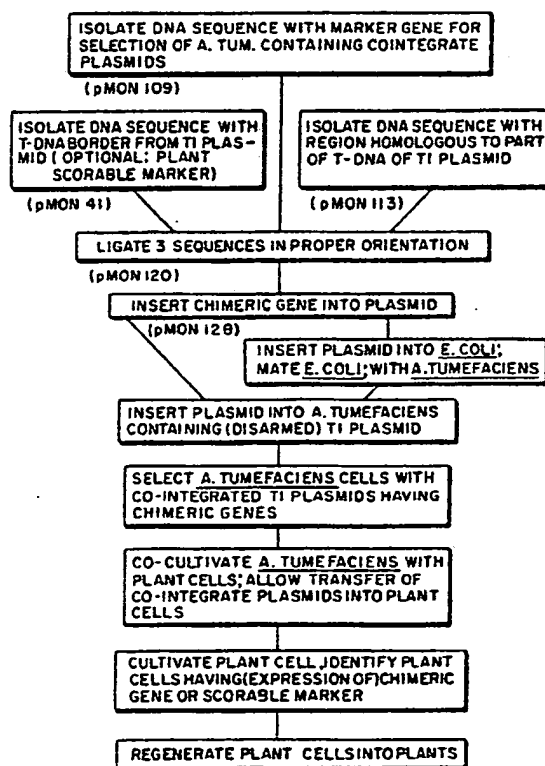 ISOLATE DNA SEQUENCE WITH MARKER GENE FOR
SELECTION OF A. TUM. CONTAINING COINTEGRATE
PLASMIDS
(pMON 109)
ISOLATE DNA SEQUENCE WITH
T-DNA BORDER FROM TI PLAS-
MID (OPTIONAL: PLANT
SCORABLE MARKER)
(pMON 41)
ISOLATE DNA SEQUENCE WITH
REGION HOMOLOGOUS TO PART
OF T-DNA OF TI PLASMID
(pMON 113)
LIGATE 3 SEQUENCES IN PROPER ORIENTATION
(pMON 120)
INSERT CHIMERIC GENE INTO PLASMID
(pMON 128)
INSERT PLASMID INTO E. COLI;
MATE E. COLI; WITH A.TUMEFACIENS
INSERT PLASMID INTO A. TUMEFACIENS
CONTAINING (DISARMED) TI PLASMID
SELECT A. TUMEFACIENS CELLS WITH
CO-INTEGRATED TI PLASMIDS HAVING
CHIMERIC GENES
CO-CULTIVATE A. TUMEFACIENS WITH
PLANT CELLS; ALLOW TRANSFER OF
CO-INTEGRATE PLASMIDS INTO PLANT
CELLS
CULTIVATE PLANT CELL, IDENTIFY PLANT
CELLS HAVING (EXPRESSION OF) CHIMERIC
GENE OR SCORABLE MARKER
REGENERATE PLANT CELLS INTO PLANTS